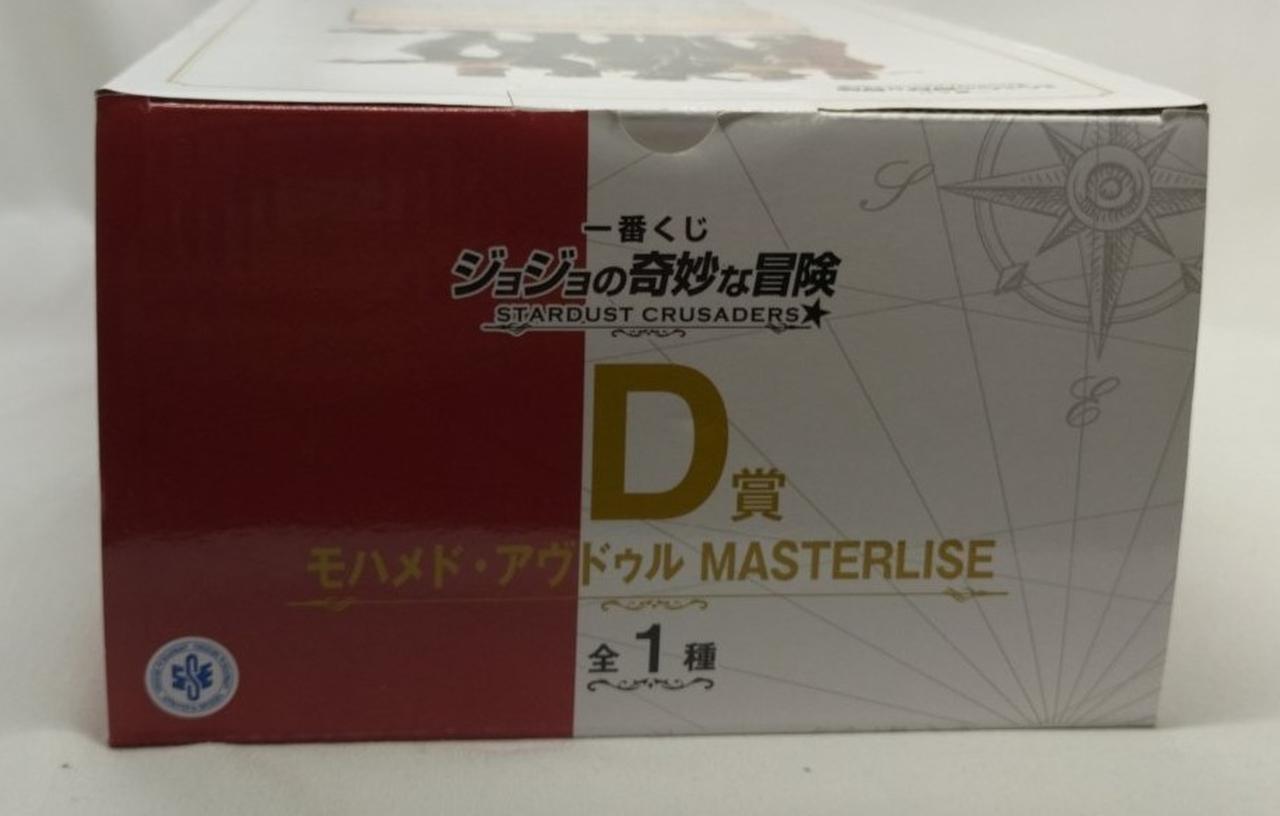 一番くじ
ジョジョの奇妙な冒険
STARDUST CRUSADERS★
D賞
モハメド・アヴドゥル MASTERLISE
全1種
S
E